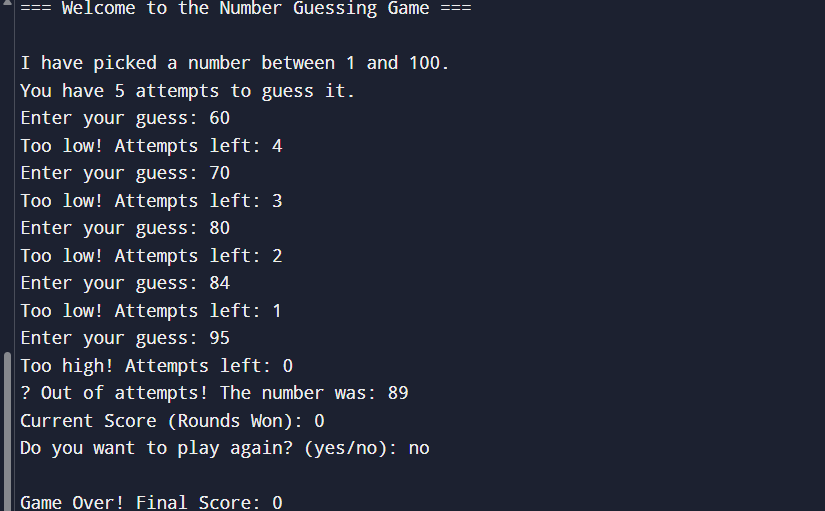 === Welcome to the Number Guessing Game ===
I have picked a number between 1 and 100.
You have 5 attempts to guess it.
Enter your guess: 60
Too low! Attempts left: 4
Enter your guess: 70
Too low! Attempts left: 3
Enter your guess: 80
Too low! Attempts left: 2
Enter your guess: 84
Too low! Attempts left: 1
Enter your guess: 95
Too high! Attempts left: 0
? Out of attempts! The number was: 89
Current Score (Rounds Won): 0
Do you want to play again? (yes/no): no
Game Over! Final Score: 0